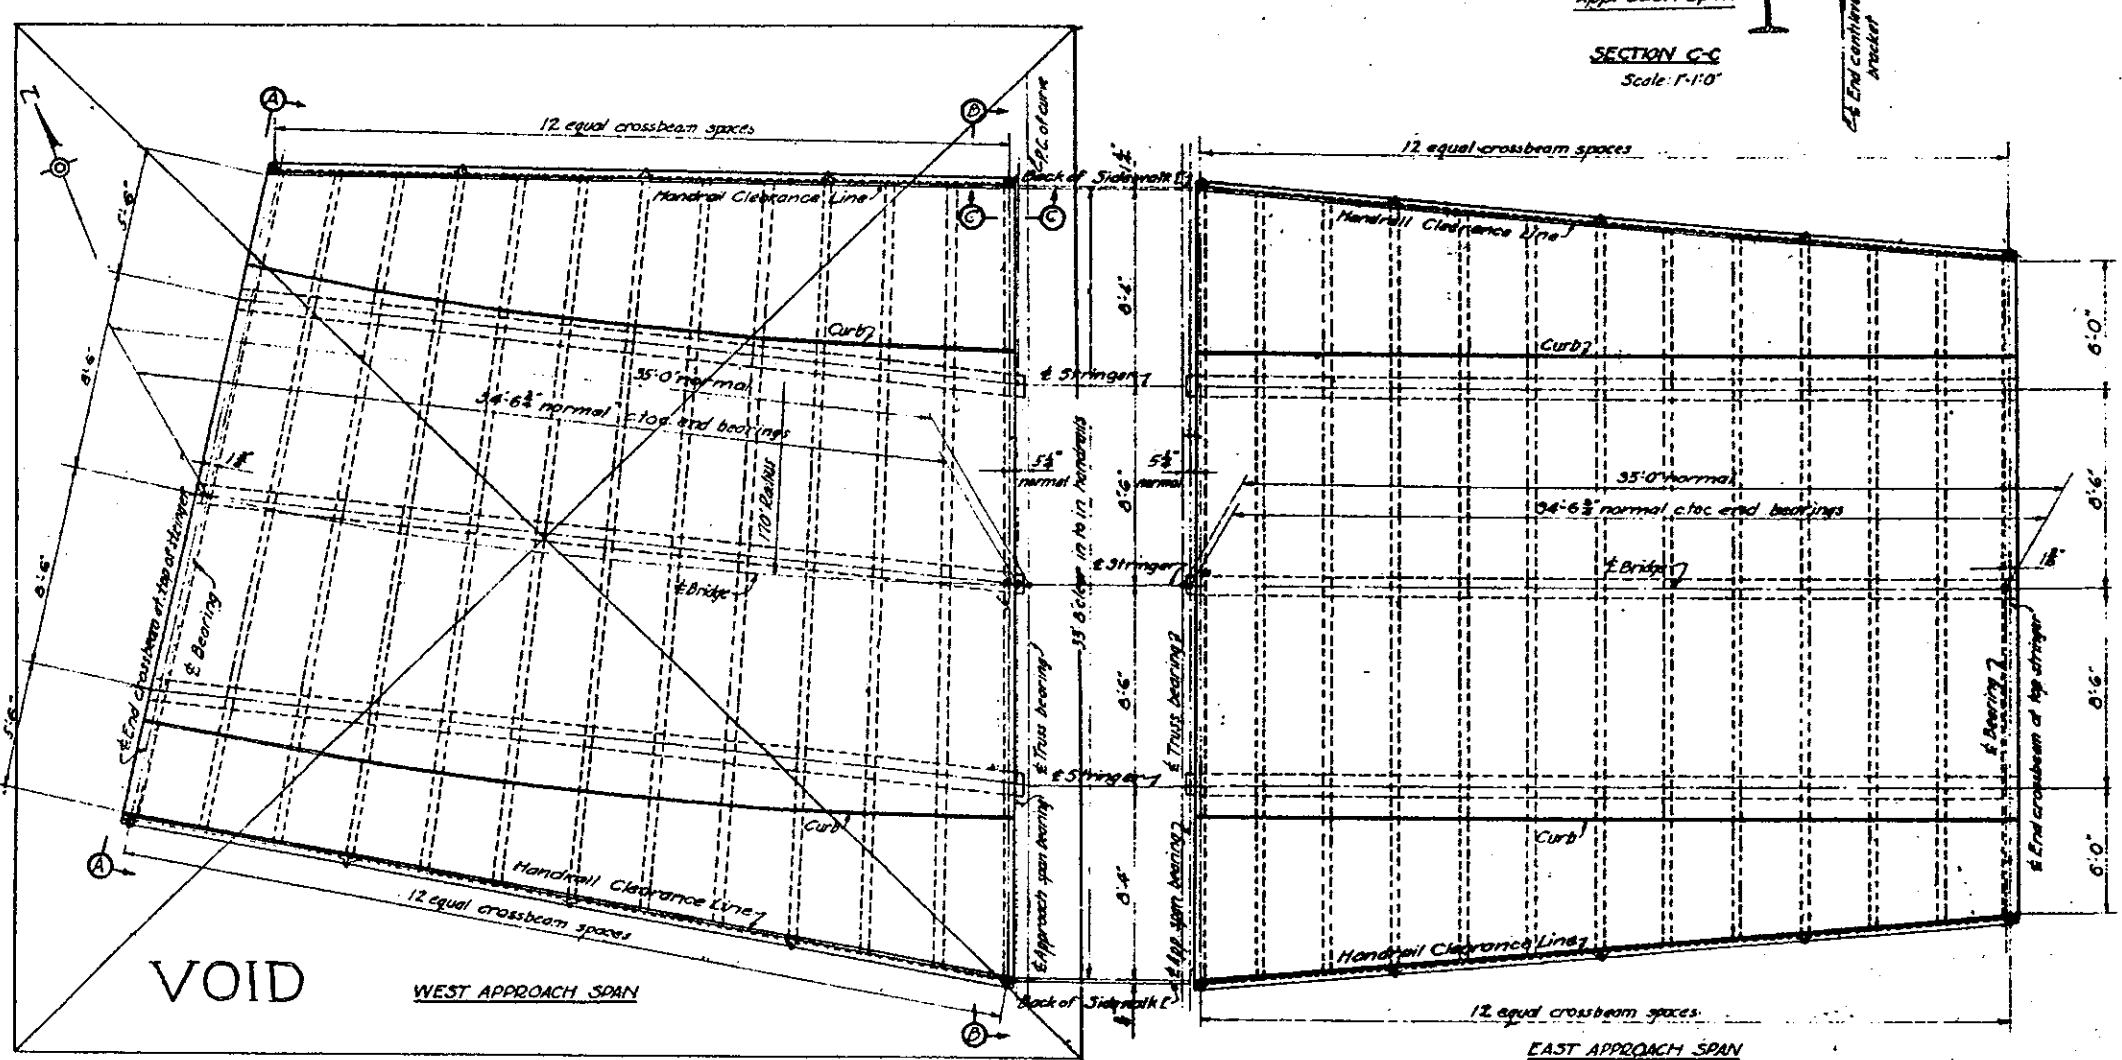 SECTION C-C
Scale: 1"=1'-0"
℄ End cantilever
bracket
A
B
12 equal crossbeam spaces
P.C. of curve
Back of Sidewalk
Handrail Clearance Line
C
C
5'-6"
8'-6"
8'-6"
5'-6"
Curb
35'-0" normal
34'-6¾" normal c. to c. end bearings
170' Radius
℄ Bridge
℄ End crossbeam at top of stringer
℄ Bearing
Curb
Handrail Clearance Line
12 equal crossbeam spaces
A
B
VOID
WEST APPROACH SPAN
8'-4"
8'-6"
8'-6"
8'-4"
℄ Stringer
5¼"
normal
5¼"
normal
33'-8" clear in to in handrails
℄ Stringer
℄ Truss bearing
℄ Truss bearing
℄ Stringer
℄ Approach span bearing
℄ App. span bearing
Back of Sidewalk
12 equal crossbeam spaces
Handrail Clearance Line
Curb
35'-0" normal
34'-6¾" normal c. to c. end bearings
℄ Bridge
℄ Bearing
℄ End crossbeam at top stringer
6'-0"
8'-6"
8'-6"
6'-0"
Curb
Handrail Clearance Line
12 equal crossbeam spaces
EAST APPROACH SPAN